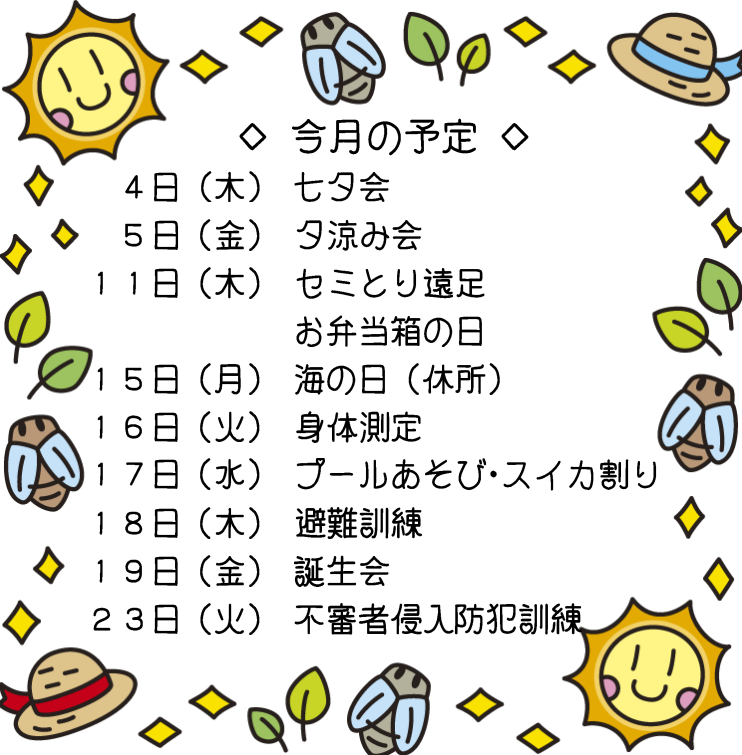 ◇ 今月の予定 ◇
４日（木） 七夕会
５日（金） 夕涼み会
１１日（木） セミとり遠足
お弁当箱の日
１５日（月） 海の日（休所）
１６日（火） 身体測定
１７日（水） プールあそび・スイカ割り
１８日（木） 避難訓練
１９日（金） 誕生会
２３日（火） 不審者侵入防犯訓練